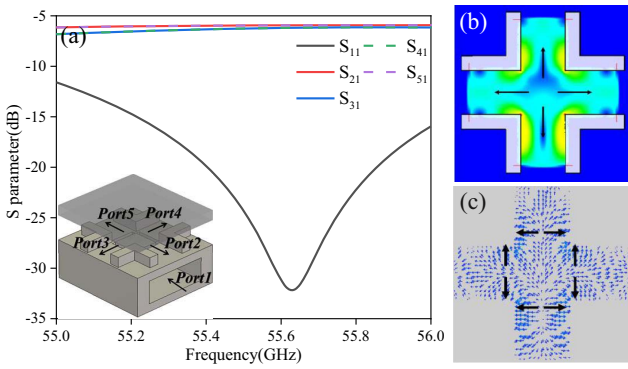 (a)
S11
S41
S21
S51
S31
-5
-10
-15
-20
-25
-30
-35
S parameter(dB)
Port5
Port4
Port3
Port2
Port1
55.0
55.2
55.4
55.6
55.8
56.0
Frequency(GHz)
(b)
(c)